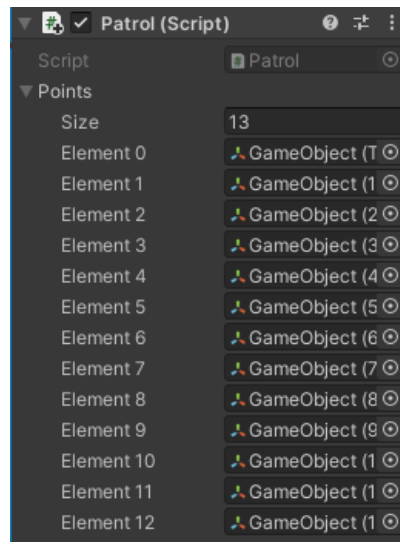 Patrol (Script)
Script Patrol
Points
Size 13
Element 0 GameObject (T
Element 1 GameObject (1
Element 2 GameObject (2
Element 3 GameObject (3
Element 4 GameObject (4
Element 5 GameObject (5
Element 6 GameObject (6
Element 7 GameObject (7
Element 8 GameObject (8
Element 9 GameObject (9
Element 10 GameObject (1
Element 11 GameObject (1
Element 12 GameObject (1